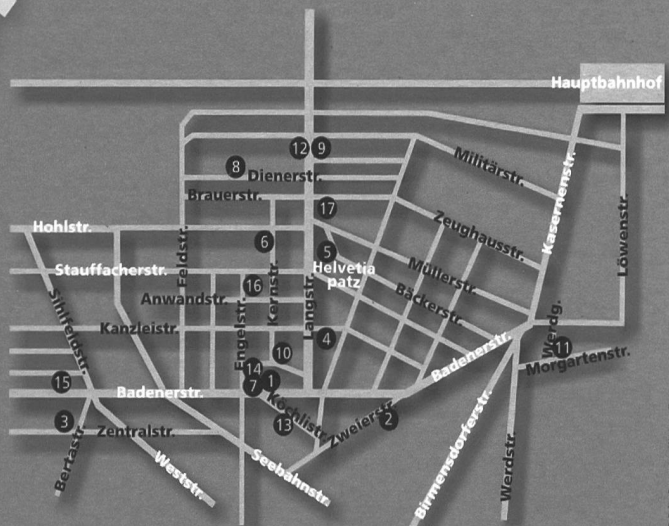 Hauptbahnhof
12
9
8
Dienerstr.
Militärstr.
Brauerstr.
17
Zeughausstr.
Kasernenstr.
Löwenstr.
Hohlstr.
Feldstr.
6
5
Müllerstr.
Stauffacherstr.
Helvetia
patz
16
Kernstr.
Langstr.
Bäckerstr.
Anwandstr.
Sihlfeldstr.
Engelstr.
Kanzleistr.
4
Werdg.
10
11
Morgartenstr.
14
1
7
15
Badenerstr.
Badenerstr.
Köchlistr.
13
Zweierstr.
2
3
Zentralstr.
Bertastr.
Weststr.
Seebahnstr.
Birmensdorferstr.
Werdstr.